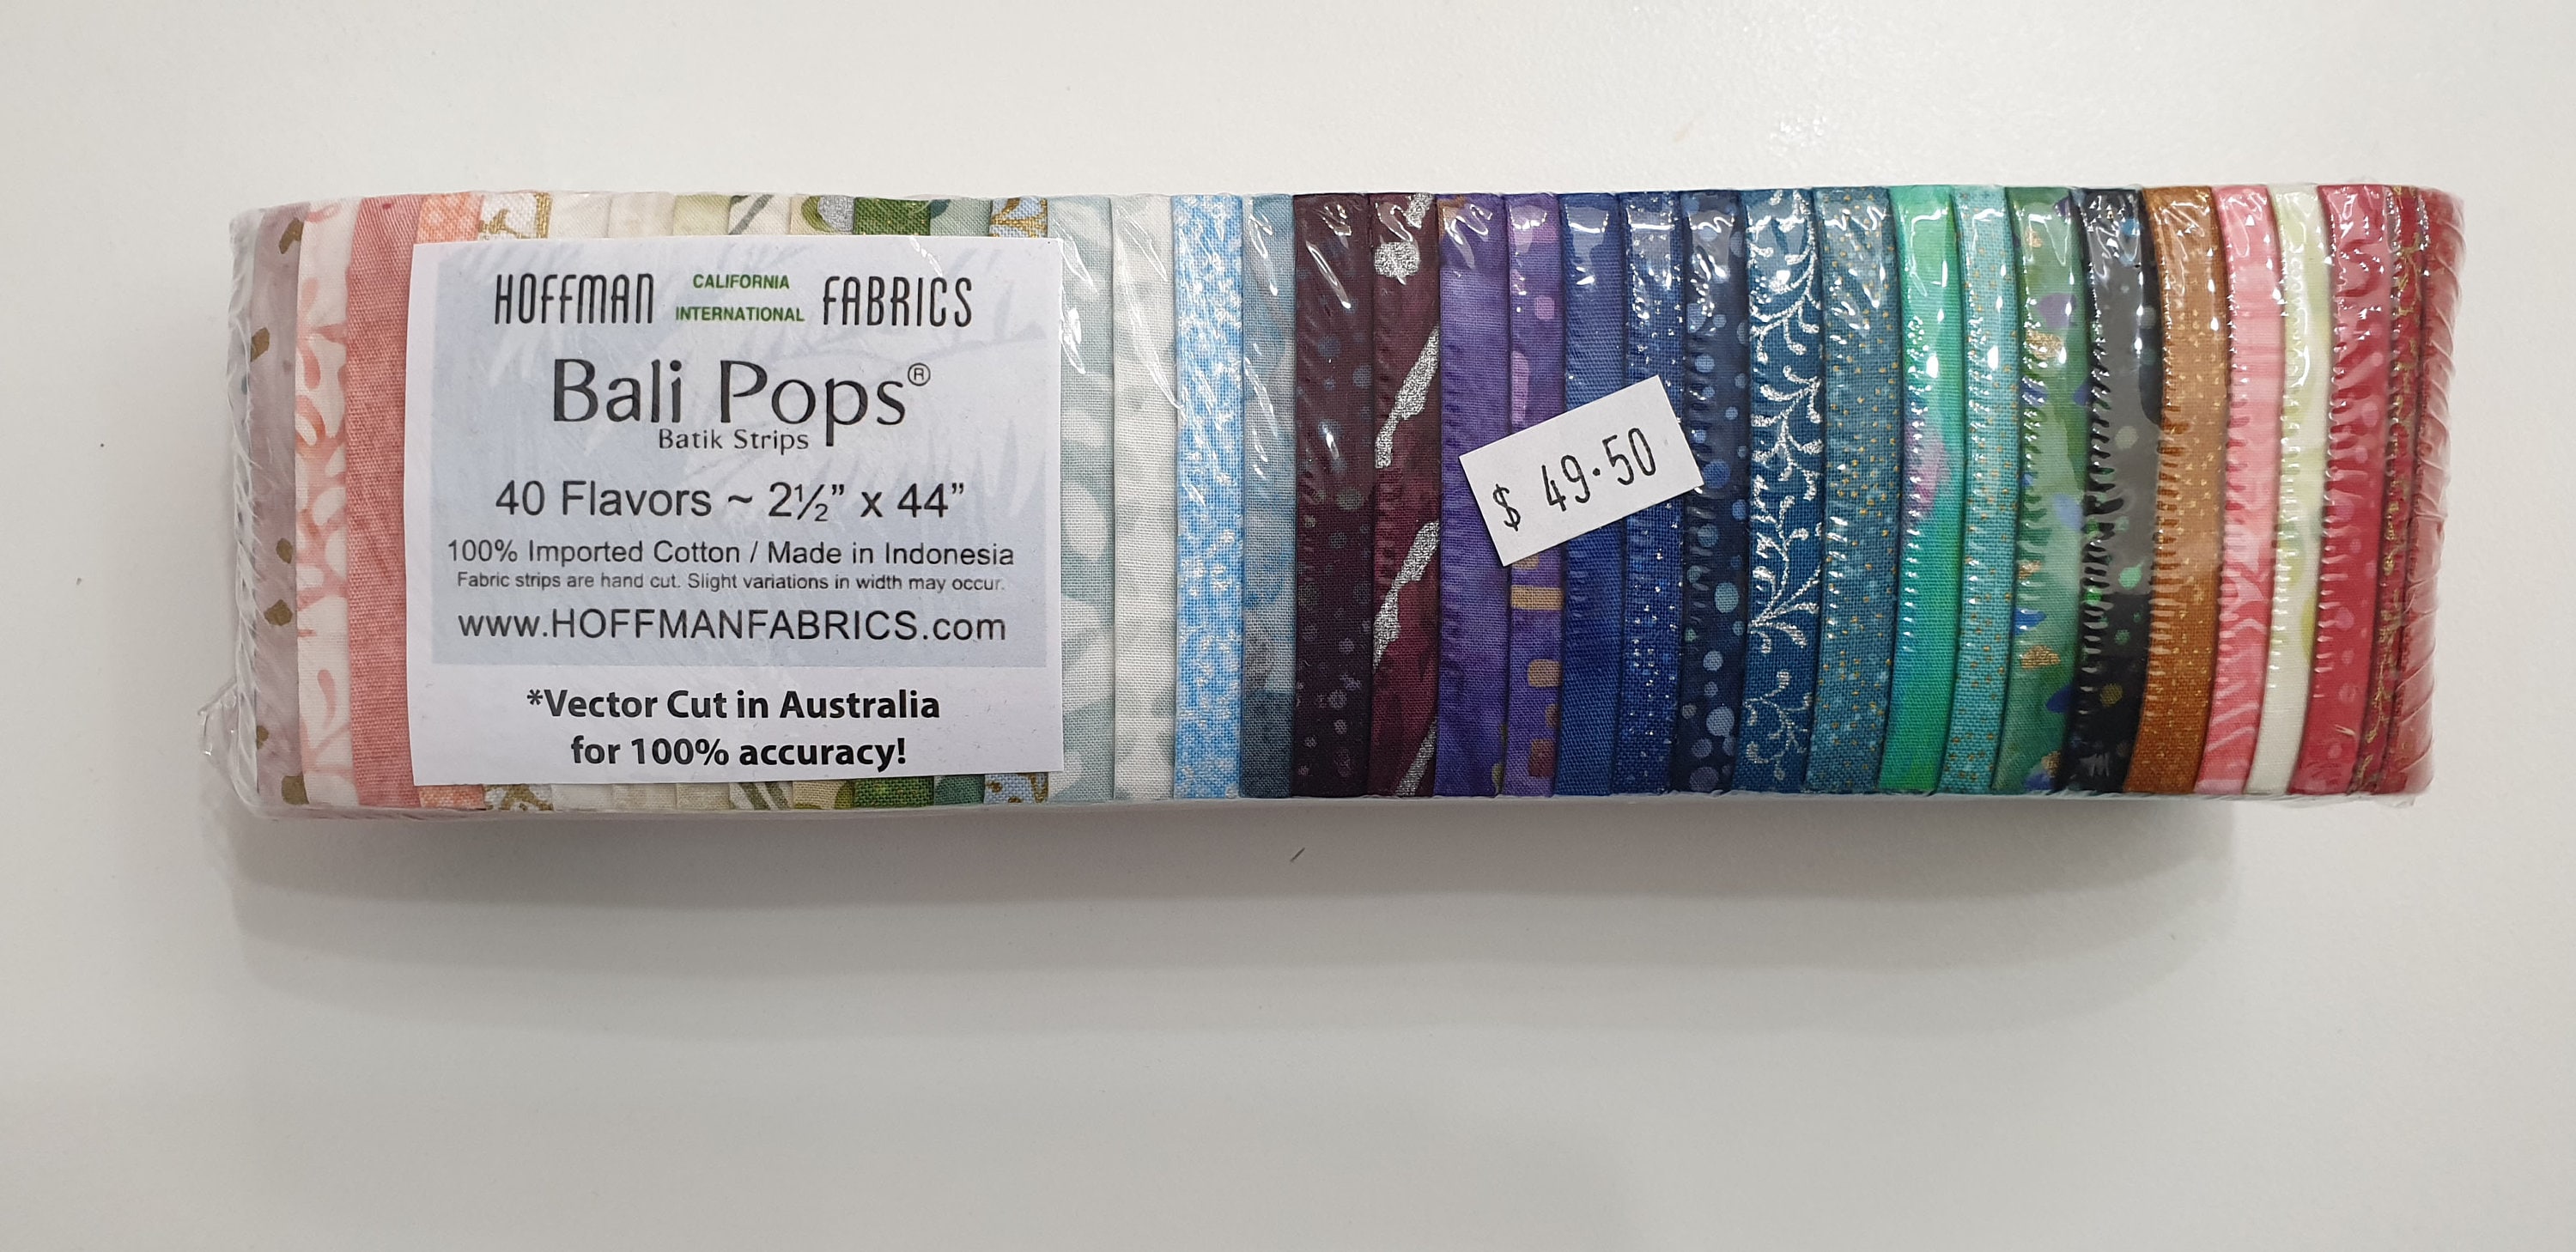 HOFFMAN CALIFORNIA INTERNATIONAL FABRICS
Bali Pops®
Batik Strips
40 Flavors ~ 2½” x 44”
100% Imported Cotton / Made in Indonesia
Fabric strips are hand cut. Slight variations in width may occur.
www.HOFFMANFABRICS.com
*Vector Cut in Australia
for 100% accuracy!
$ 49.50